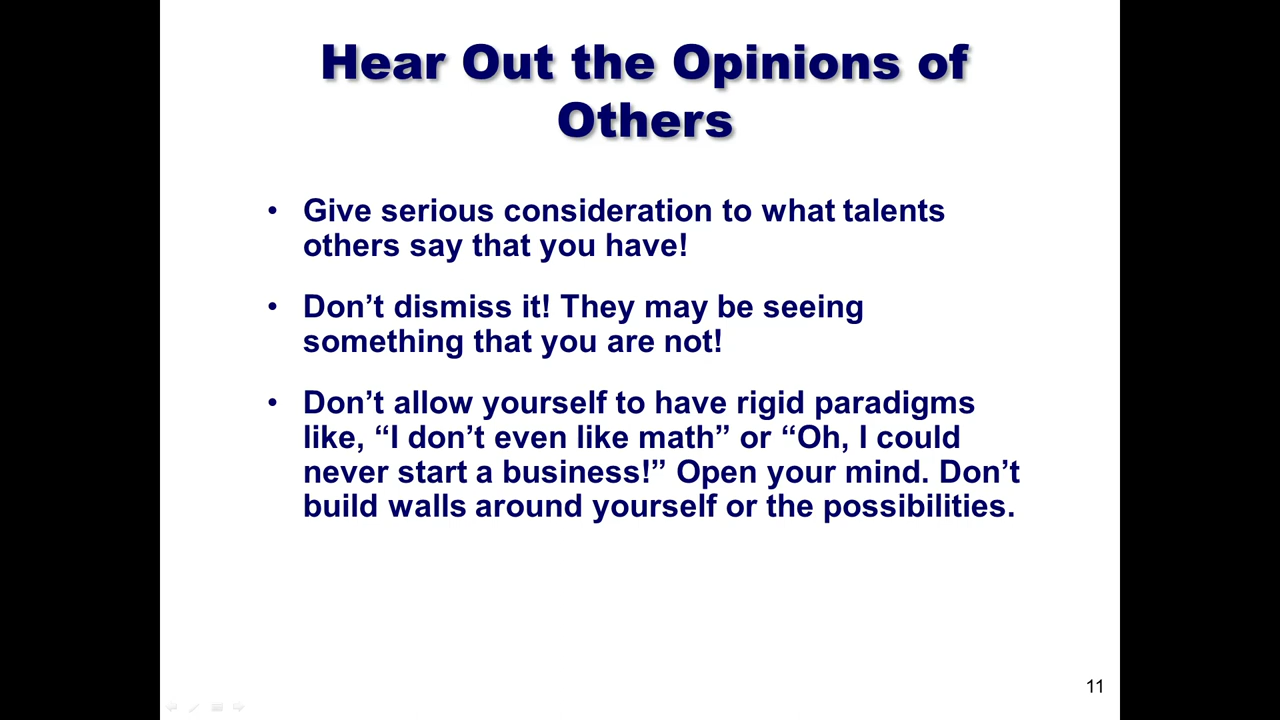 Hear Out the Opinions of
Others
• Give serious consideration to what talents
others say that you have!
• Don’t dismiss it! They may be seeing
something that you are not!
• Don’t allow yourself to have rigid paradigms
like, “I don’t even like math” or “Oh, I could
never start a business!” Open your mind. Don’t
build walls around yourself or the possibilities.
11